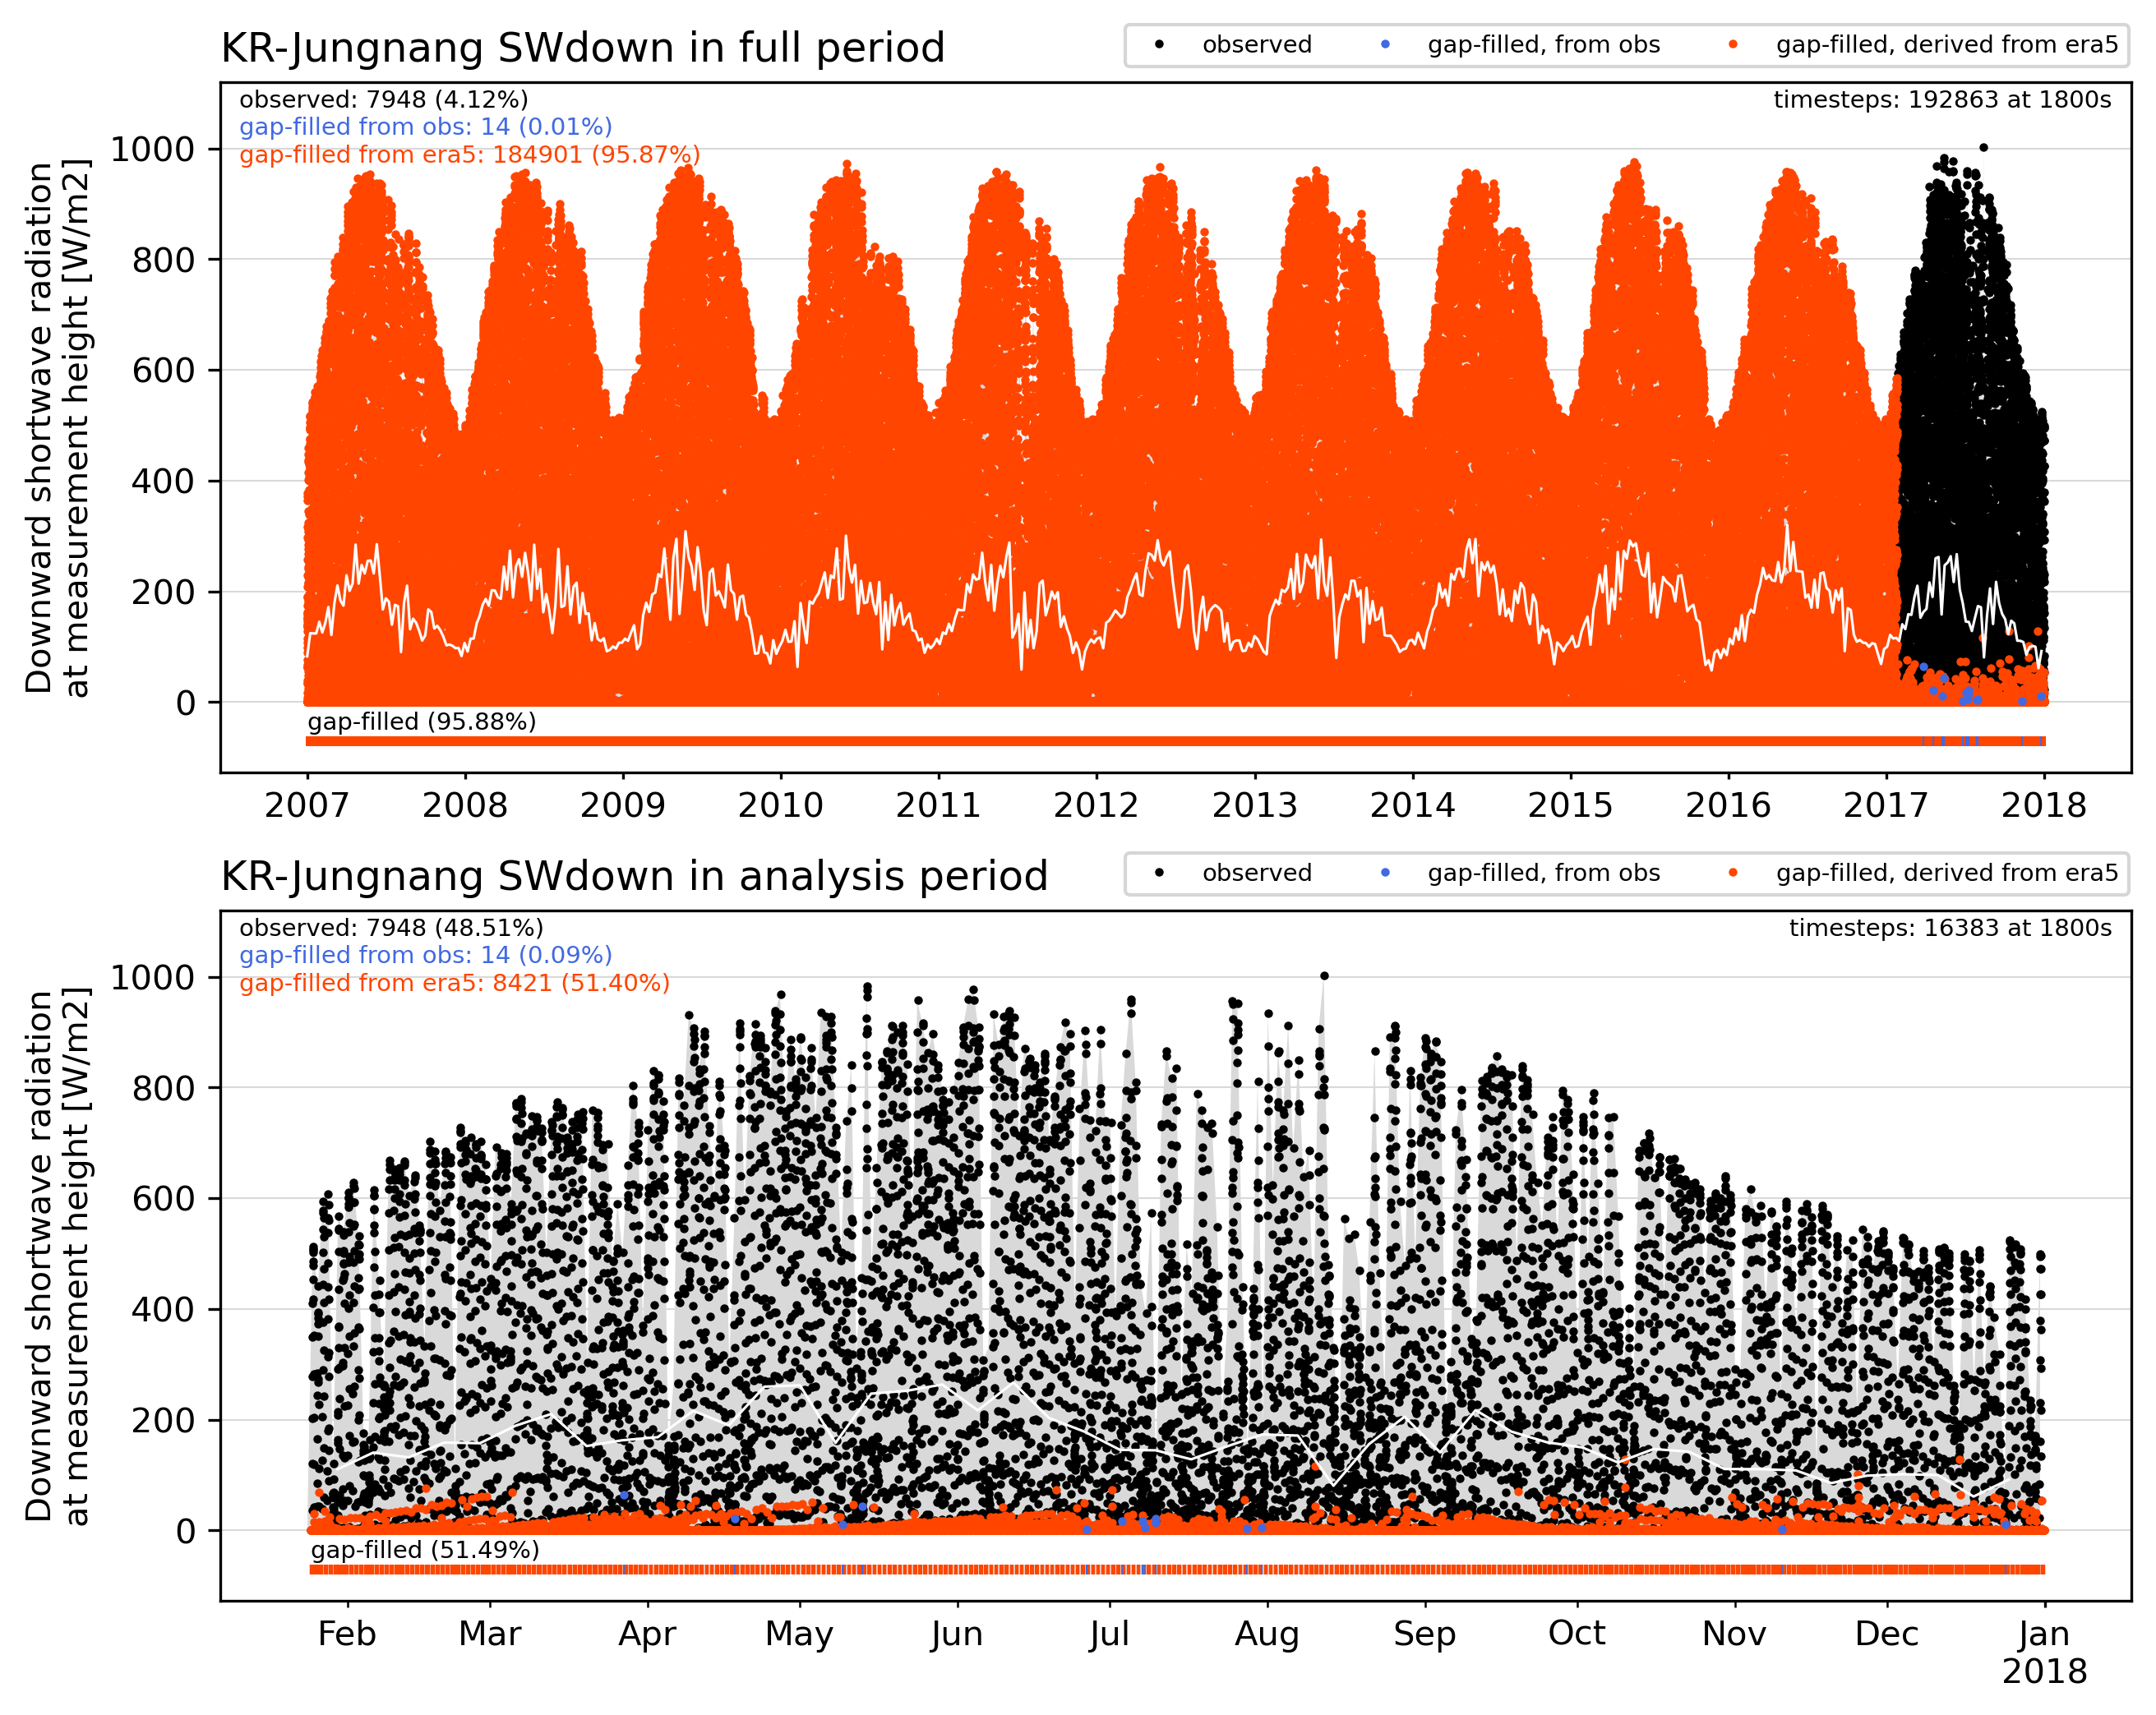 KR-Jungnang SWdown in full period
observed
gap-filled, from obs
gap-filled, derived from era5
observed: 7948 (4.12%)
gap-filled from obs: 14 (0.01%)
gap-filled from era5: 184901 (95.87%)
timesteps: 192863 at 1800s
Downward shortwave radiation
at measurement height [W/m2]
1000
800
600
400
200
0
gap-filled (95.88%)
2007
2008
2009
2010
2011
2012
2013
2014
2015
2016
2017
2018
KR-Jungnang SWdown in analysis period
observed
gap-filled, from obs
gap-filled, derived from era5
observed: 7948 (48.51%)
gap-filled from obs: 14 (0.09%)
gap-filled from era5: 8421 (51.40%)
timesteps: 16383 at 1800s
Downward shortwave radiation
at measurement height [W/m2]
1000
800
600
400
200
0
gap-filled (51.49%)
Feb
Mar
Apr
May
Jun
Jul
Aug
Sep
Oct
Nov
Dec
Jan
2018